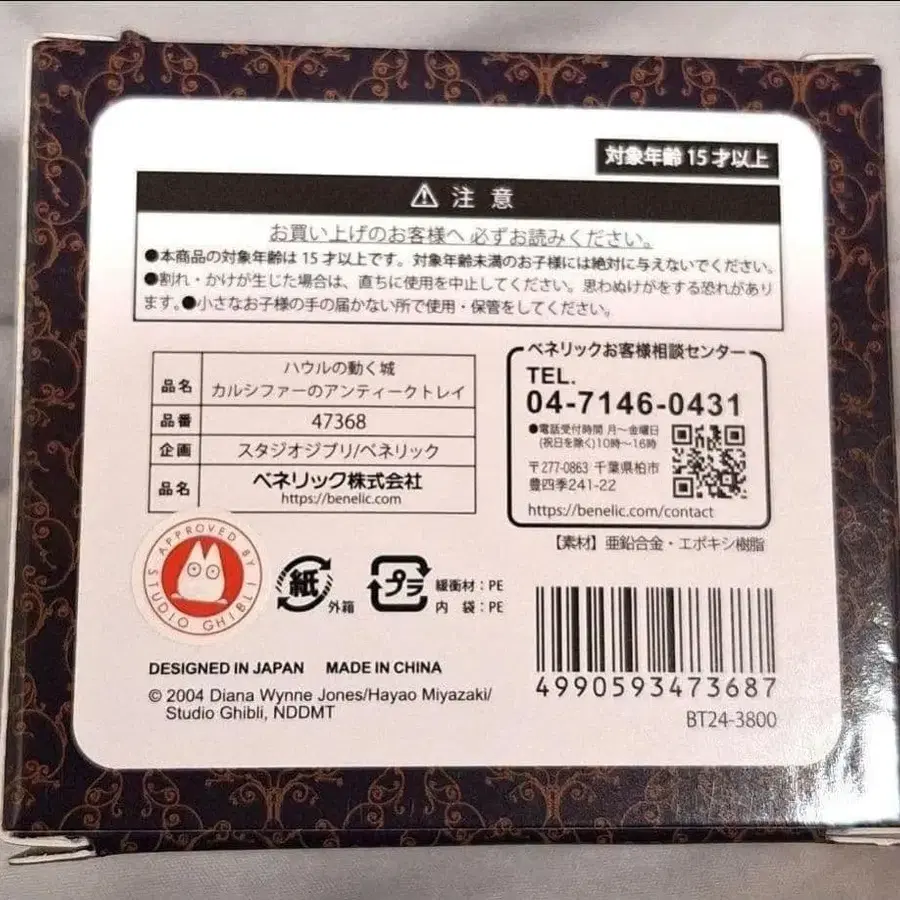 対象年齢 15 才以上
⚠ 注 意
お買い上げのお客様へ 必ずお読みください。
●本商品の対象年齢は 15 才以上です。対象年齢未満のお子様には絶対に与えないでください。
●割れ・かけが生じた場合は、直ちに使用を中止してください。思わぬけがをする恐れがあり
ます。●小さなお子様の手の届かない所で使用・保管をしてください。
品名
ハウルの動く城
カルシファーのアンティークトレイ
品番 47368
企画 スタジオジブリ/ベネリック
品名
ベネリック株式会社
https://benelic.com
ベネリックお客様相談センター
TEL.
04-7146-0431
●電話受付時間 月〜金曜日
(祝日を除く)10時〜16時
〒277-0863 千葉県柏市
豊四季241-22
https://benelic.com/contact
【素材】亜鉛合金・エポキシ樹脂
APPROVED BY
STUDIO GHIBLI
紙 外箱
プラ
緩衝材：PE
内 袋：PE
DESIGNED IN JAPAN MADE IN CHINA
© 2004 Diana Wynne Jones/Hayao Miyazaki/
Studio Ghibli, NDDMT
4990593473687
BT24-3800